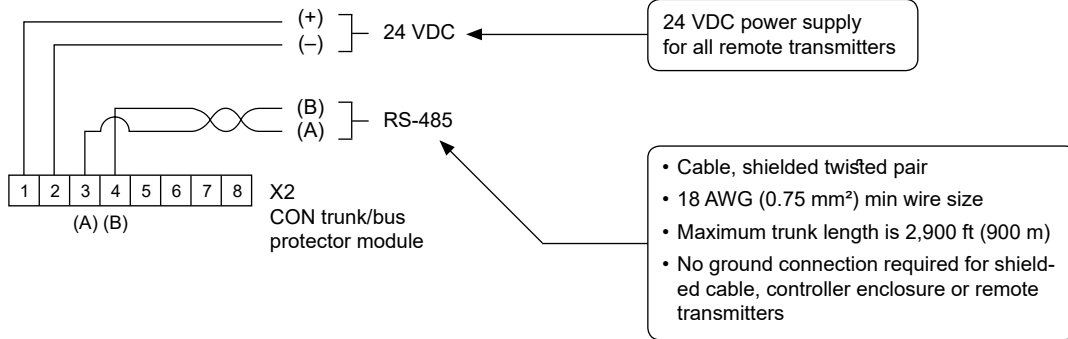 (+)
(–)
24 VDC
24 VDC power supply
for all remote transmitters
(B)
(A)
RS-485
1 2 3 4 5 6 7 8
(A) (B)
X2
CON trunk/bus
protector module
• Cable, shielded twisted pair
• 18 AWG (0.75 mm²) min wire size
• Maximum trunk length is 2,900 ft (900 m)
• No ground connection required for shield-
ed cable, controller enclosure or remote
transmitters